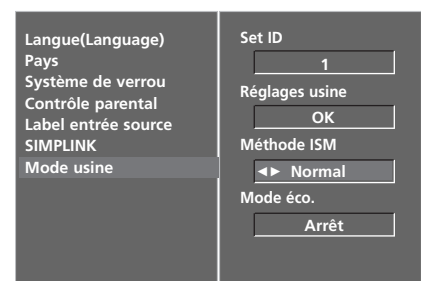 Langue(Language)
Pays
Système de verrou
Contrôle parental
Label entrée source
SIMPLINK
Mode usine
Set ID
1
Réglages usine
OK
Méthode ISM
◄► Normal
Mode éco.
Arrêt